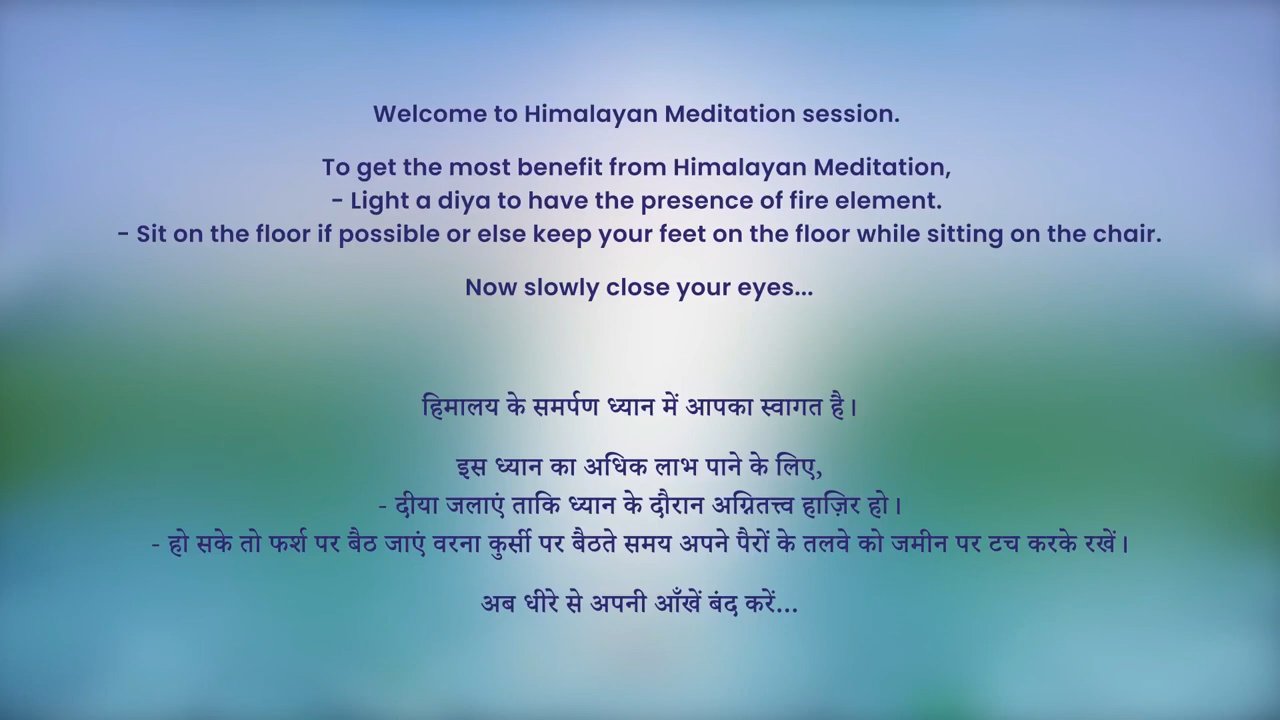 Welcome to Himalayan Meditation session.
To get the most benefit from Himalayan Meditation,
- Light a diya to have the presence of fire element.
- Sit on the floor if possible or else keep your feet on the floor while sitting on the chair.
Now slowly close your eyes...
हिमालय के समर्पण ध्यान में आपका स्वागत है।
इस ध्यान का अधिक लाभ पाने के लिए,
- दीया जलाएं ताकि ध्यान के दौरान अग्नितत्त्व हाज़िर हो।
- हो सके तो फर्श पर बैठ जाएं वरना कुर्सी पर बैठते समय अपने पैरों के तलवे को जमीन पर टच करके रखें।
अब धीरे से अपनी आँखें बंद करें...